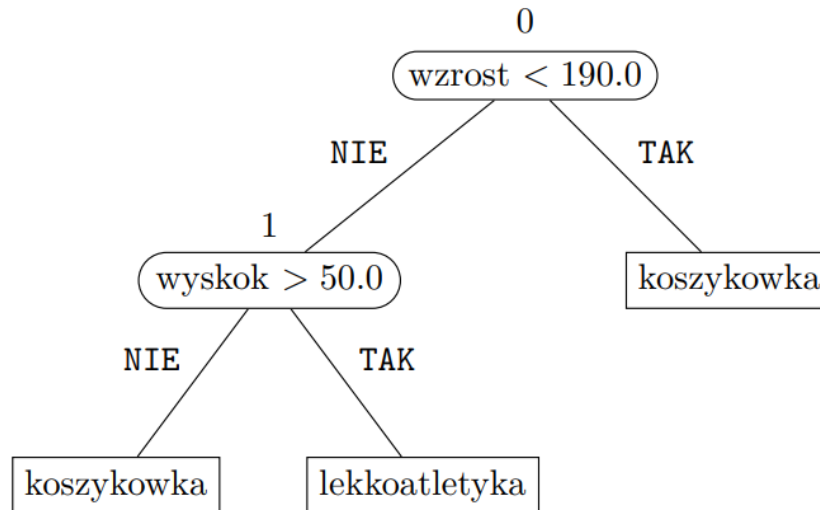 0
wzrost < 190.0
NIE
TAK
1
wyskok > 50.0
koszykowka
NIE
TAK
koszykowka
lekkoatletyka